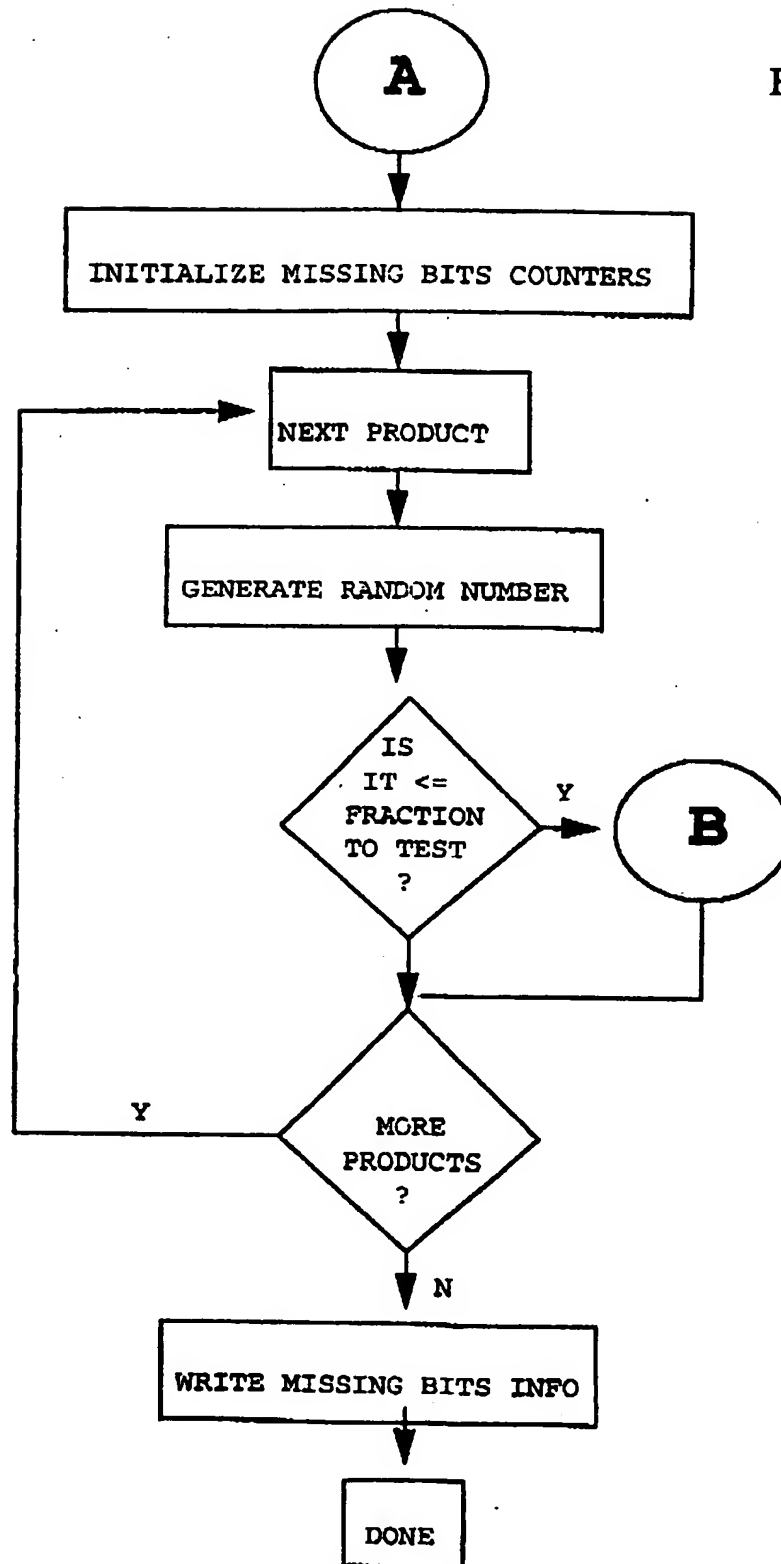 A
INITIALIZE MISSING BITS COUNTERS
NEXT PRODUCT
GENERATE RANDOM NUMBER
IS
IT <=
FRACTION
TO TEST
?
Y
B
Y
MORE
PRODUCTS
?
N
WRITE MISSING BITS INFO
DONE